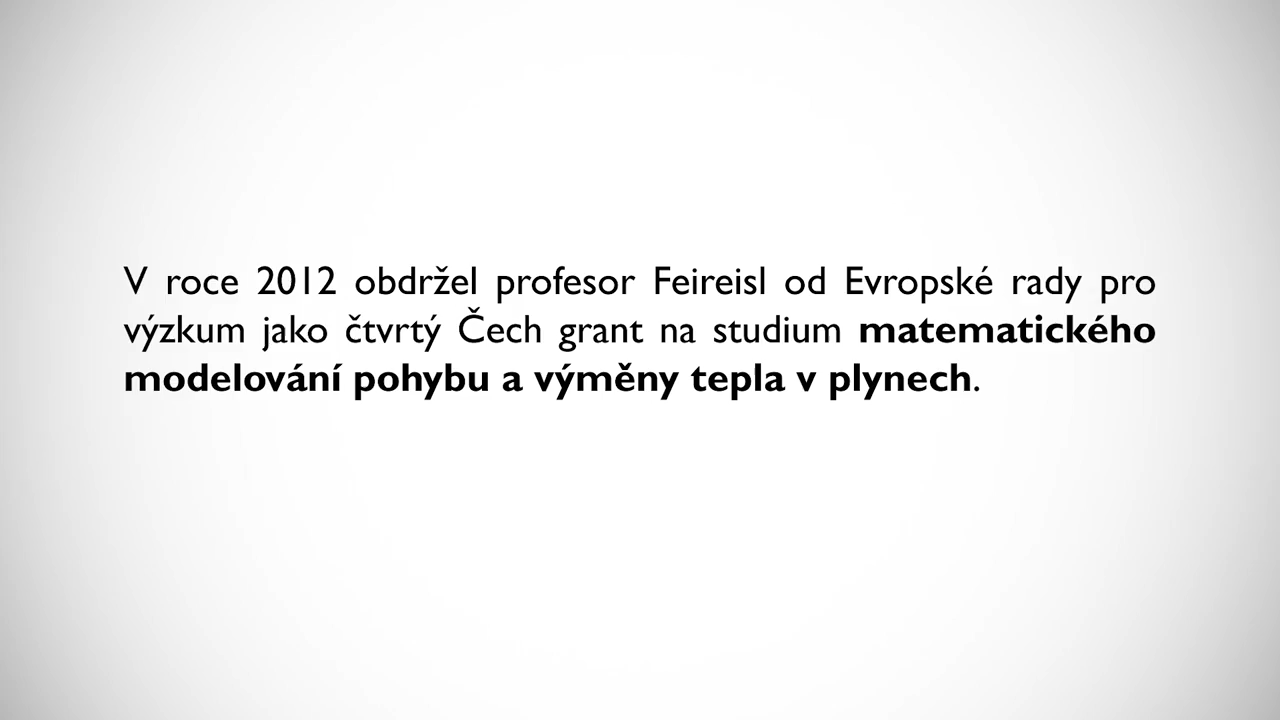 V roce 2012 obdržel profesor Feireisl od Evropské rady pro
výzkum jako čtvrtý Čech grant na studium matematického
modelování pohybu a výměny tepla v plynech.